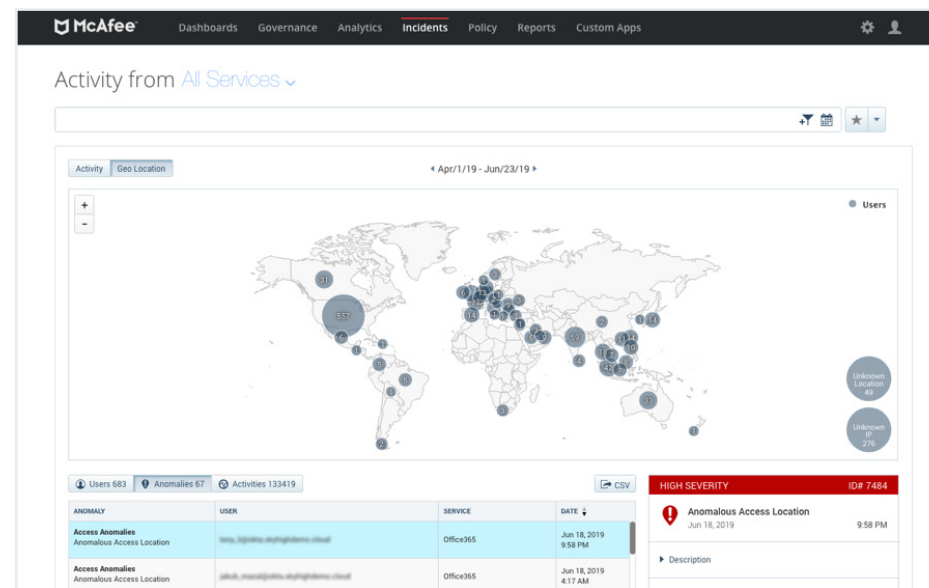 McAfee
Dashboards Governance Analytics Incidents Policy Reports Custom Apps
Activity from All Services
Activity Geo Location
Apr/1/19 - Jun/23/19
+
-
Users
31
557
14
59
42
33
10
Unknown Location 49
Unknown IP 276
Users 683 Anomalies 67 Activities 133419
CSV
ANOMALY USER SERVICE DATE
Access Anomalies
Anomalous Access Location
Office365
Jun 18, 2019
9:58 PM
Access Anomalies
Anomalous Access Location
Office365
Jun 18, 2019
4:17 AM
HIGH SEVERITY ID# 7484
Anomalous Access Location
Jun 18, 2019 9:58 PM
Description